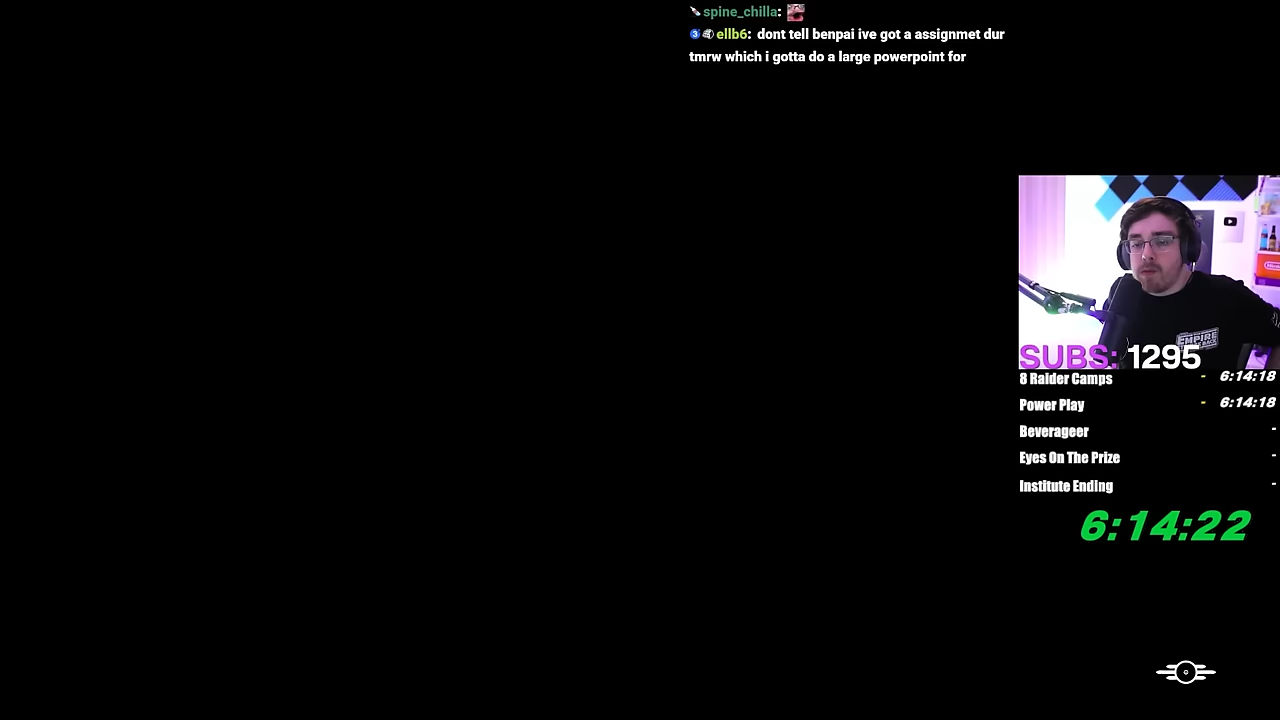 spine_chilla:
3 ellb6: dont tell benpai ive got a assignmet dur
tmrw which i gotta do a large powerpoint for
EMPIRE
SUBS: 1295
8 Raider Camps - 6:14:18
Power Play - 6:14:18
Beverageer -
Eyes On The Prize -
Institute Ending -
6:14:22